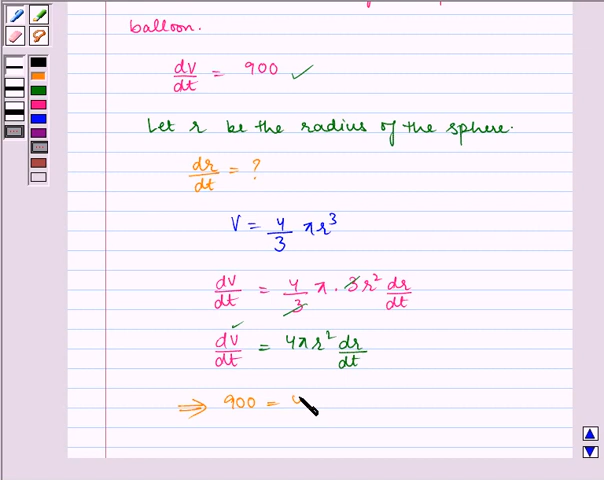 balloon.
dv/dt = 900 ✓
Let r be the radius of the sphere.
dr/dt = ?
V = 4/3 πr³
dv/dt = 4/3 π · 3r² dr/dt
dv/dt = 4πr² dr/dt
⇒ 900 = 4